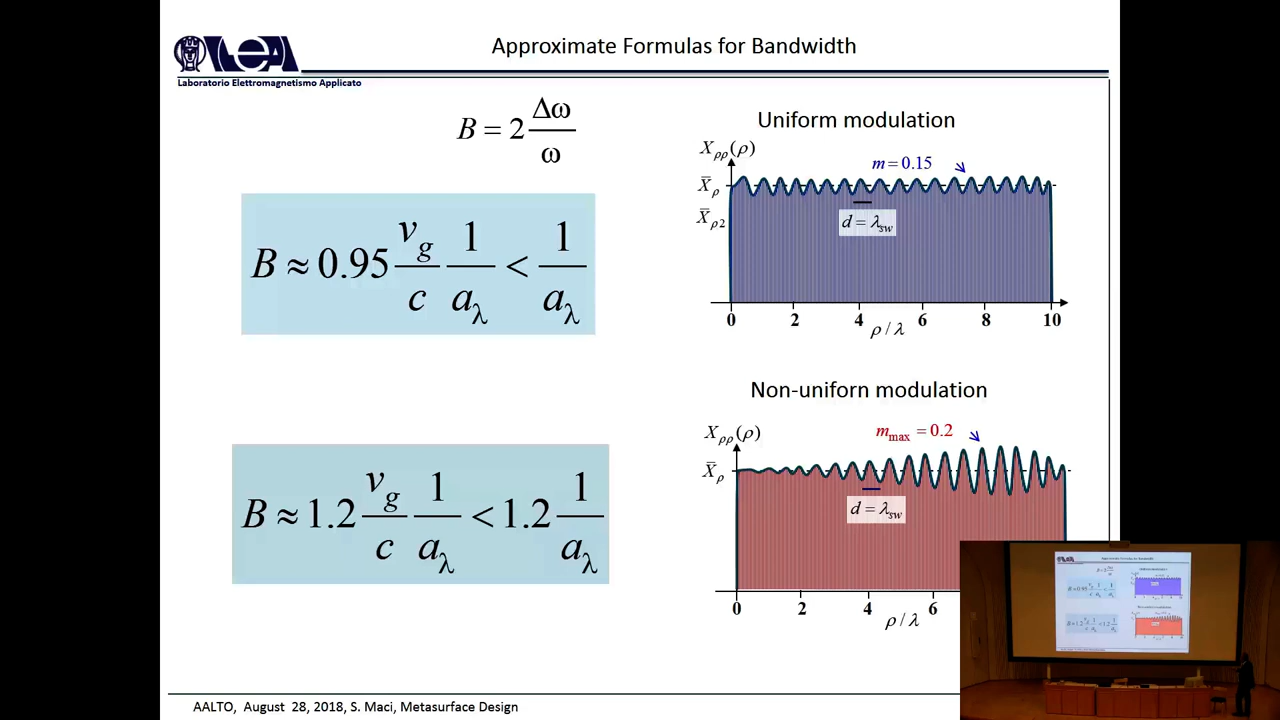 LEA
Laboratorio Elettromagnetismo Applicato
Approximate Formulas for Bandwidth
B = 2 Δω/ω
B ≈ 0.95 v_g/c 1/a_λ < 1/a_λ
B ≈ 1.2 v_g/c 1/a_λ < 1.2 1/a_λ
Uniform modulation
X_ρρ(ρ)
m = 0.15
X̄_ρ
X̄_ρ2
d = λ_sw
0 2 4 6 8 10
ρ / λ
Non-uniforn modulation
X_ρρ(ρ)
m_max = 0.2
X̄_ρ
d = λ_sw
0 2 4 6
ρ / λ
AALTO, August 28, 2018, S. Maci, Metasurface Design